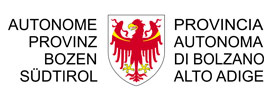 AUTONOME
PROVINZ
BOZEN
SÜDTIROL
PROVINCIA
AUTONOMA
DI BOLZANO
ALTO ADIGE